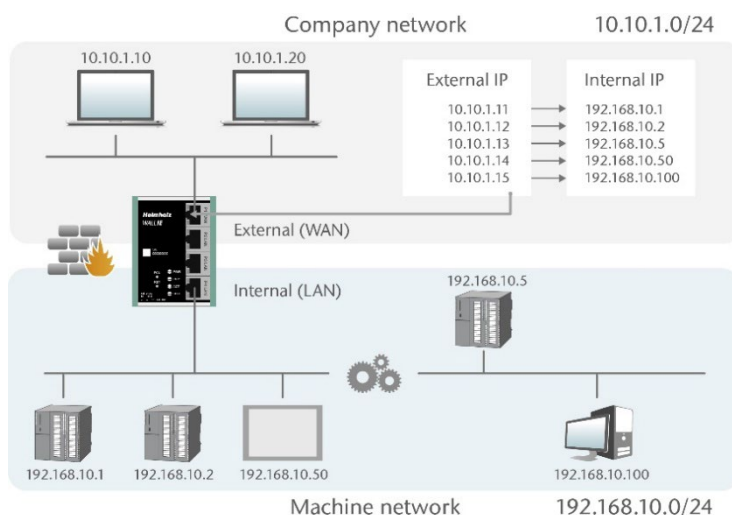 Company network 10.10.1.0/24
10.10.1.10
10.10.1.20
External IP
Internal IP
10.10.1.11 192.168.10.1
10.10.1.12 192.168.10.2
10.10.1.13 192.168.10.5
10.10.1.14 192.168.10.50
10.10.1.15 192.168.10.100
Helmholz
WALL IE
External (WAN)
Internal (LAN)
192.168.10.5
192.168.10.1
192.168.10.2
192.168.10.50
192.168.10.100
Machine network 192.168.10.0/24